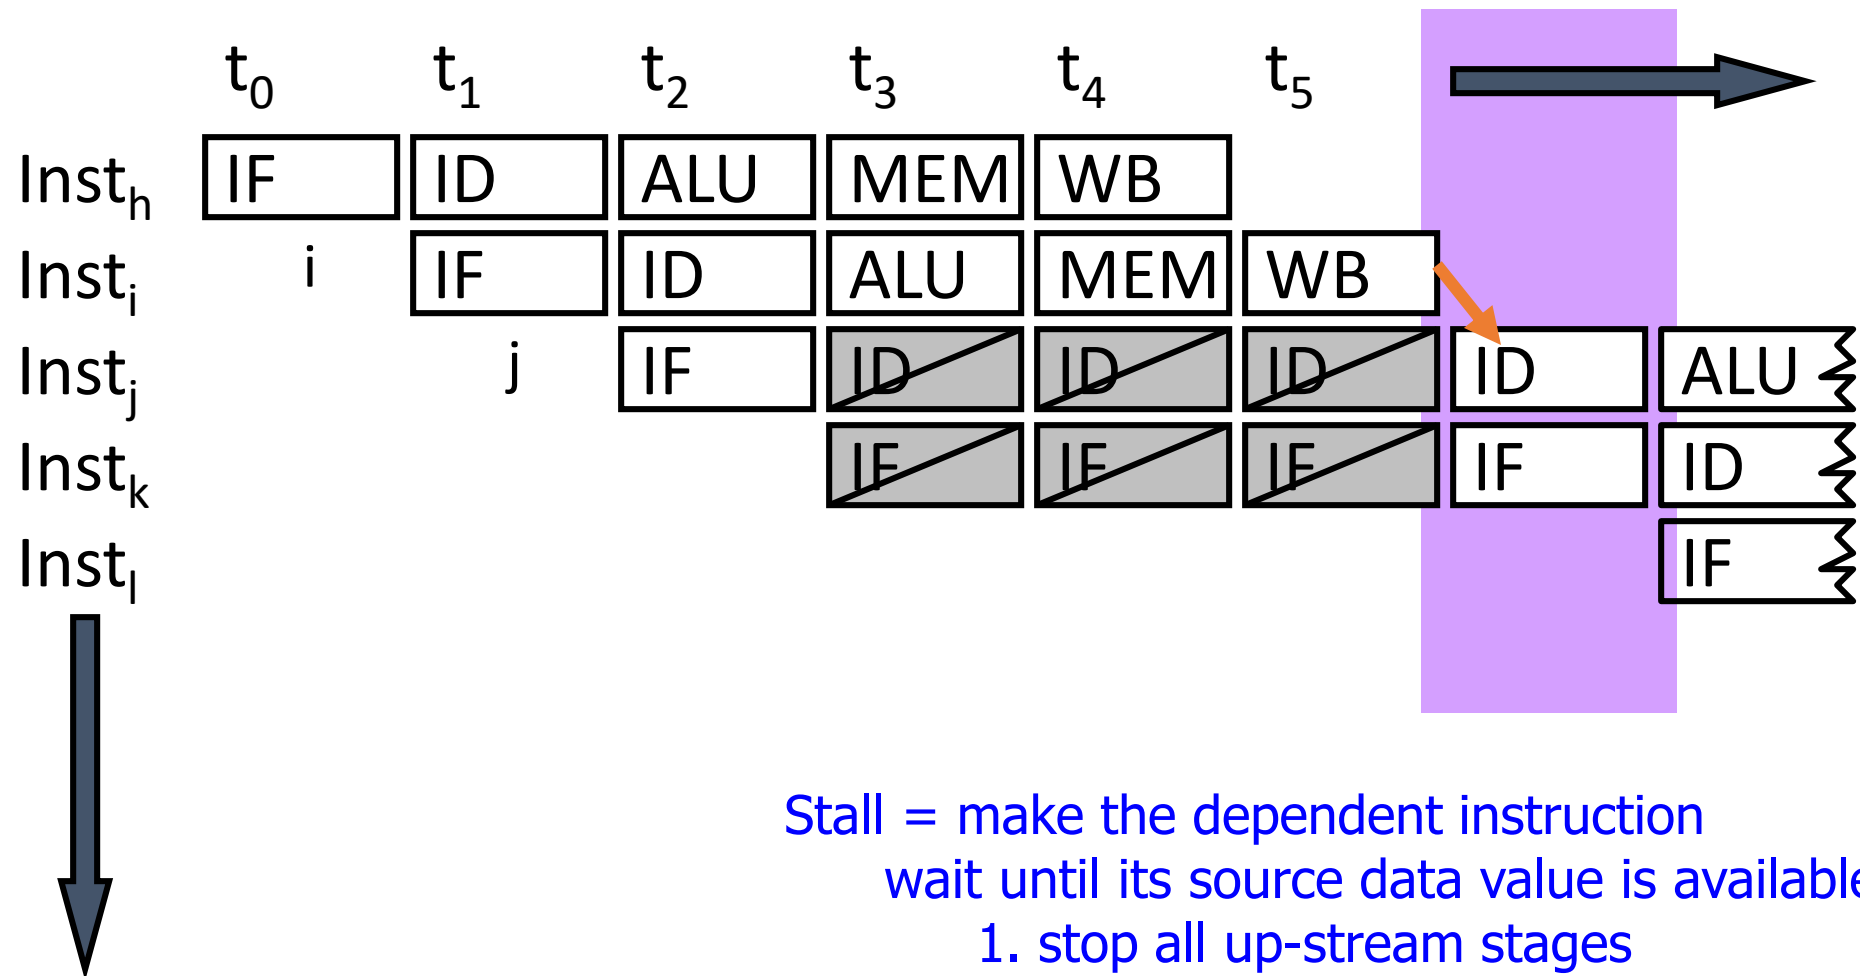 t₀ t₁ t₂ t₃ t₄ t₅
Instₕ IF ID ALU MEM WB
Instᵢ i IF ID ALU MEM WB
Instⱼ j IF ID ID ID ID ALU
Instₖ IF IF IF IF ID
Instₗ IF
Stall = make the dependent instruction
wait until its source data value is available
1. stop all up-stream stages